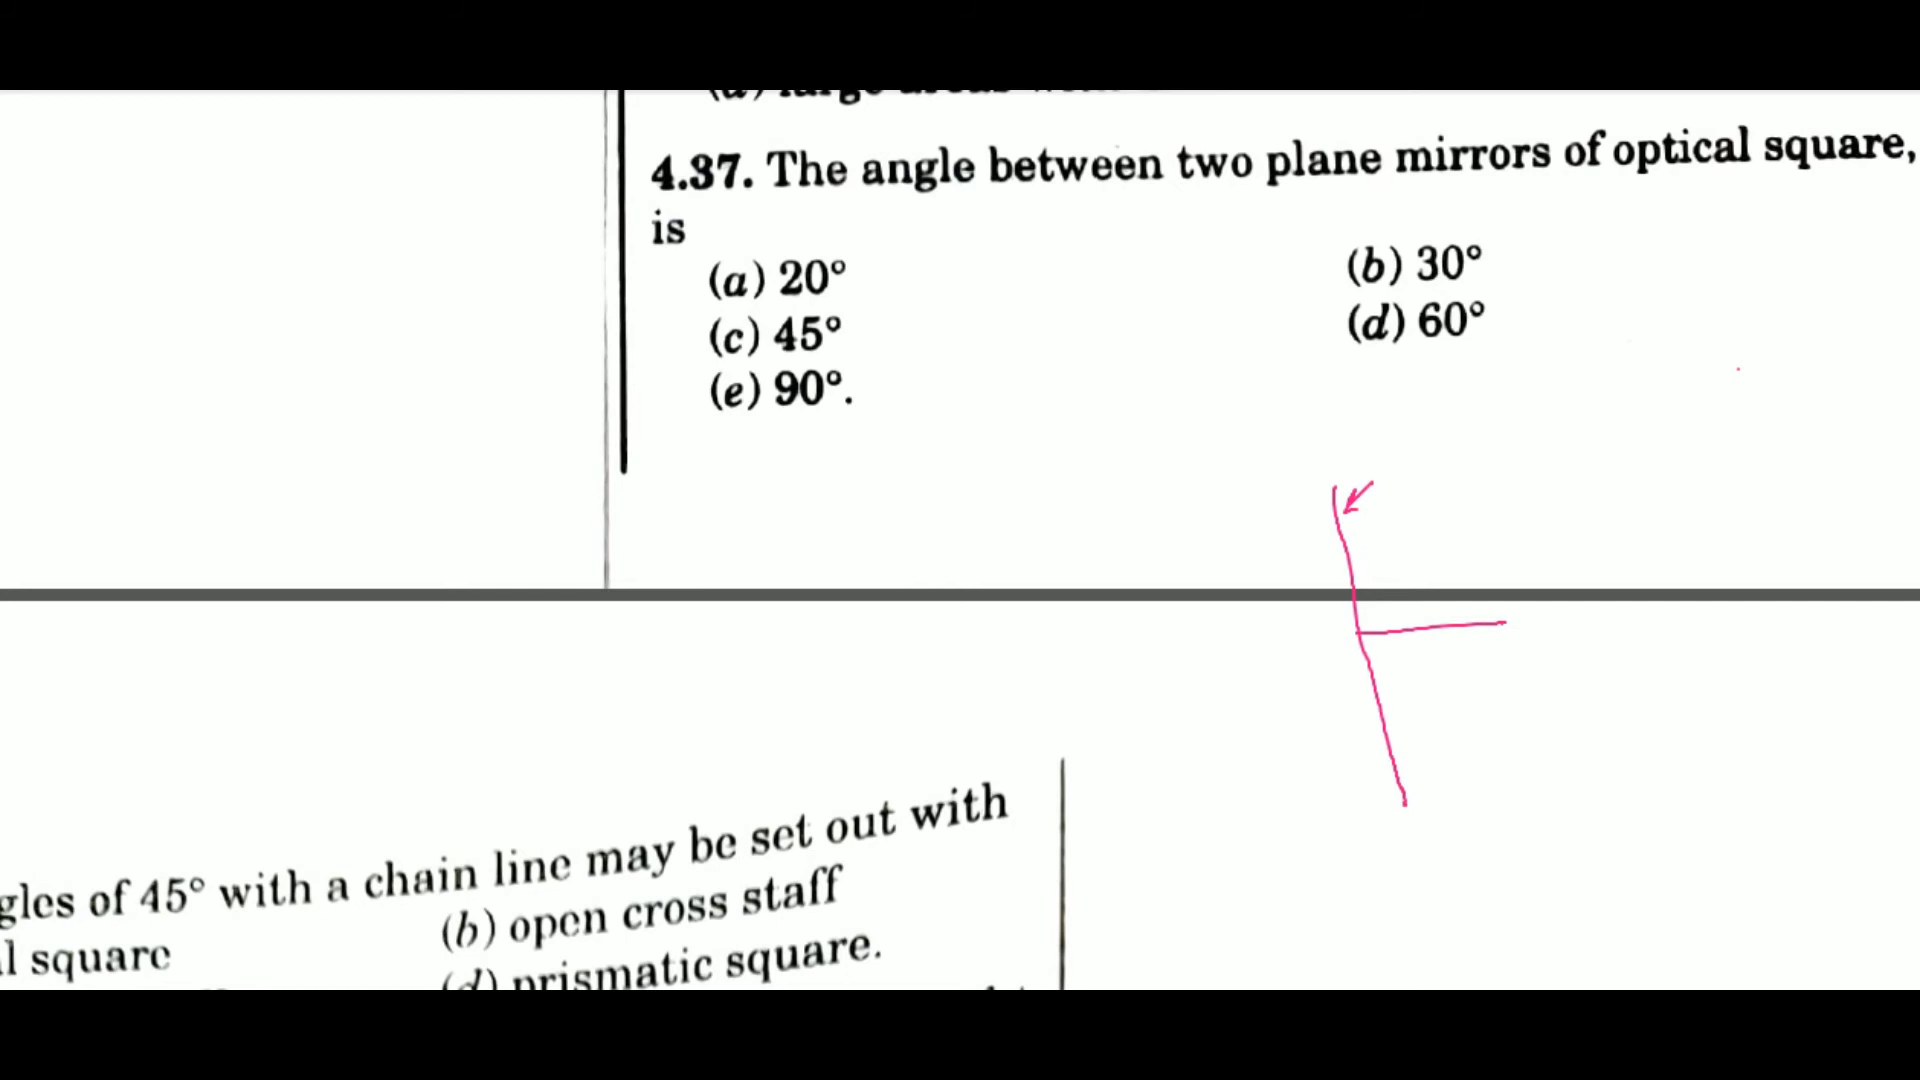 4.37. The angle between two plane mirrors of optical square,
is
(a) 20°
(b) 30°
(c) 45°
(d) 60°
(e) 90°.
gles of 45° with a chain line may be set out with
(b) open cross staff
l square
(d) prismatic square.